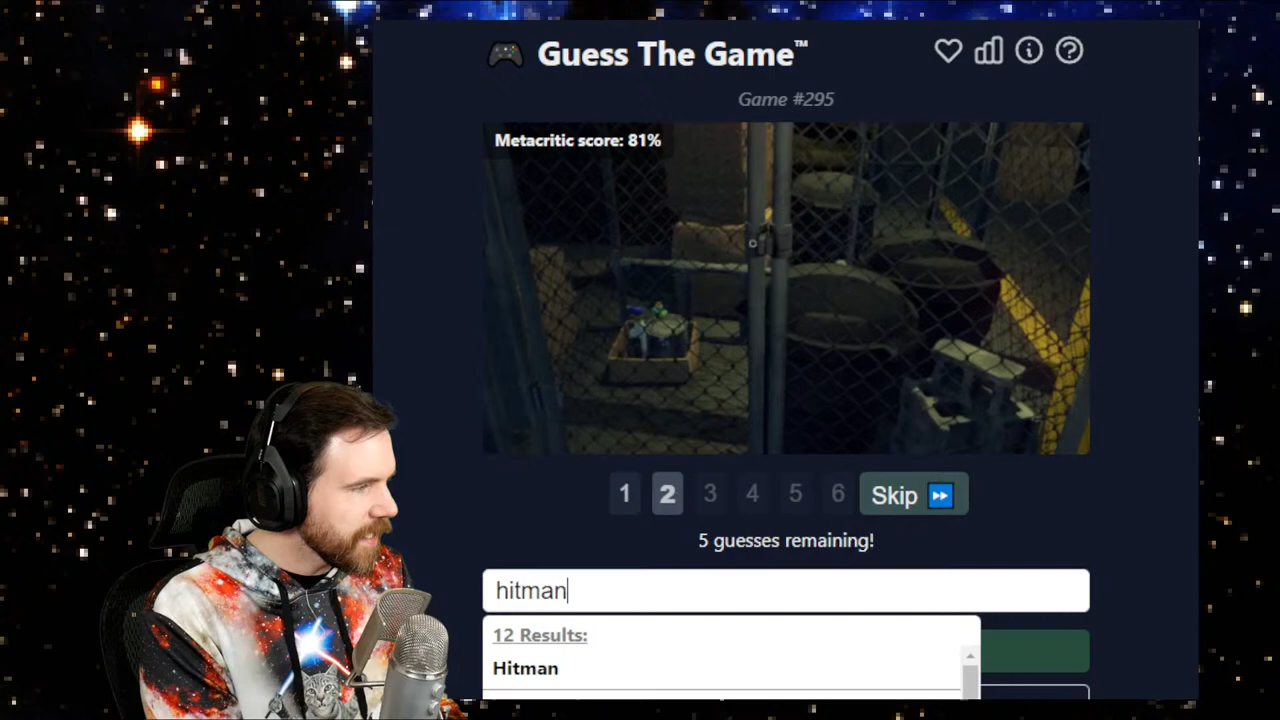 Guess The Game™
Game #295
Metacritic score: 81%
1 2 3 4 5 6 Skip
5 guesses remaining!
hitman
12 Results:
Hitman